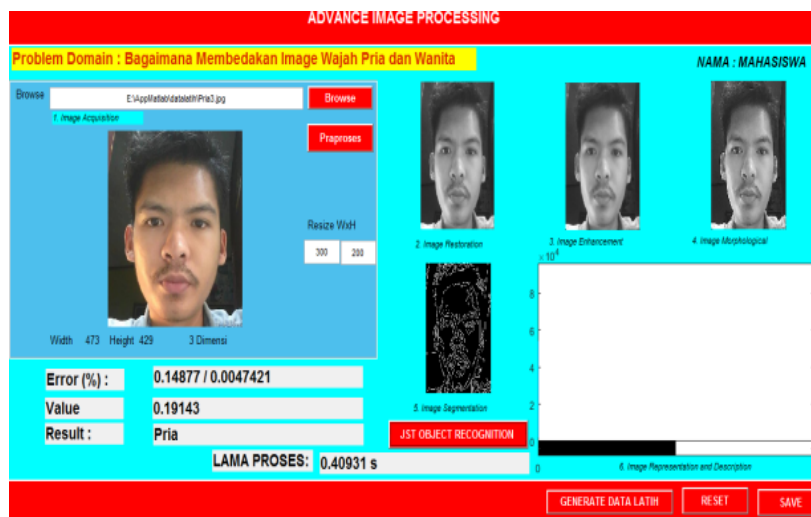 ADVANCE IMAGE PROCESSING
Problem Domain : Bagaimana Membedakan Image Wajah Pria dan Wanita
NAMA : MAHASISWA
Browse
E:\AppMatlab\datalatih\Pria3.jpg
Browse
1. Image Acquisition
Praproses
Resize WxH
300 200
Width 473 Height 429 3 Dimensi
2. Image Restoration
3. Image Enhancement
4. Image Morphological
×10^4
8
6
4
2
0
0
5. Image Segmentation
6. Image Representation and Description
Error (%) : 0.14877 / 0.0047421
Value 0.19143
Result : Pria
JST OBJECT RECOGNITION
LAMA PROSES: 0.40931 s
GENERATE DATA LATIH
RESET
SAVE